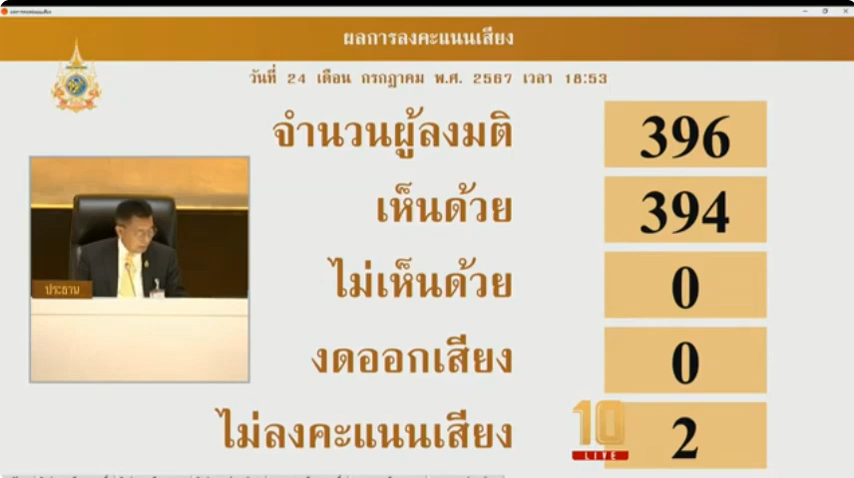 ผลการลงคะแนนเสียง
วันที่ 24 เดือน กรกฎาคม พ.ศ. 2567 เวลา 18:53
จำนวนผู้ลงมติ 396
เห็นด้วย 394
ไม่เห็นด้วย 0
ประธาน
งดออกเสียง 0
ไม่ลงคะแนนเสียง 2
10
LIVE